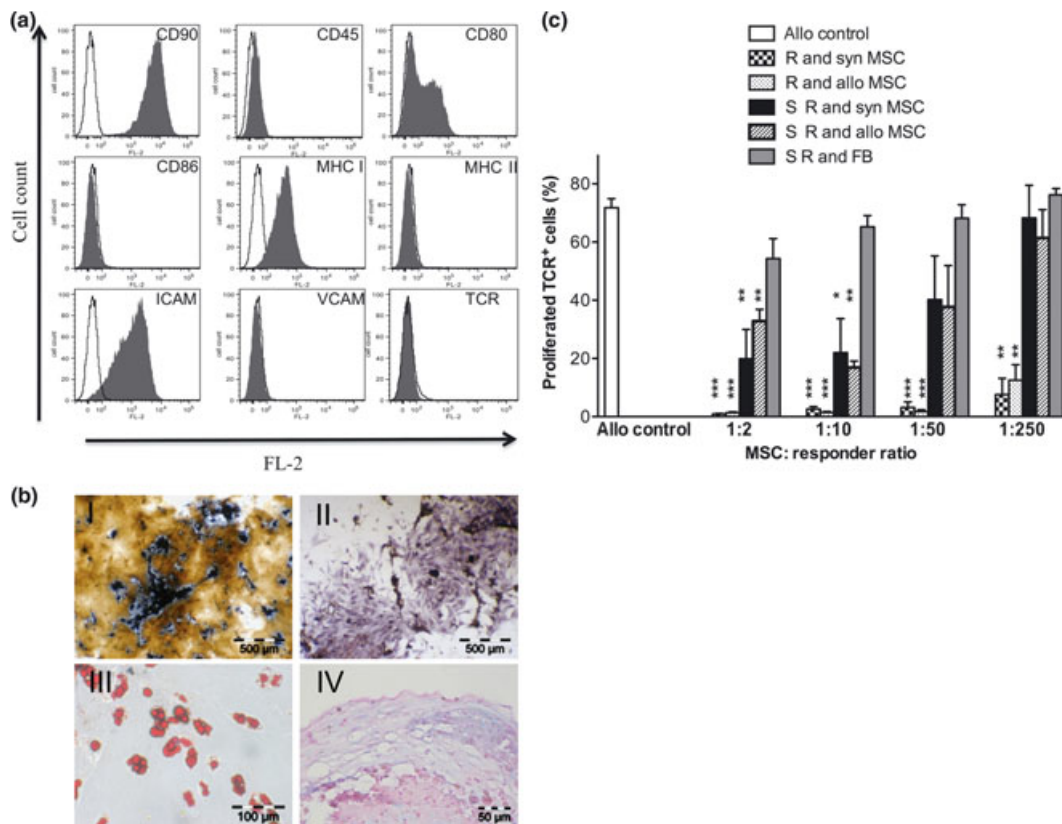 (a)
CD90
CD45
CD80
CD86
MHC I
MHC II
ICAM
VCAM
TCR
Cell count
FL-2
(c)
Allo control
R and syn MSC
R and allo MSC
S R and syn MSC
S R and allo MSC
S R and FB
Proliferated TCR+ cells (%)
80
60
40
20
0
*** *** ** **
*** *** * **
*** ***
** **
Allo control 1:2 1:10 1:50 1:250
MSC: responder ratio
(b)
I
500 µm
II
500 µm
III
100 µm
IV
50 µm